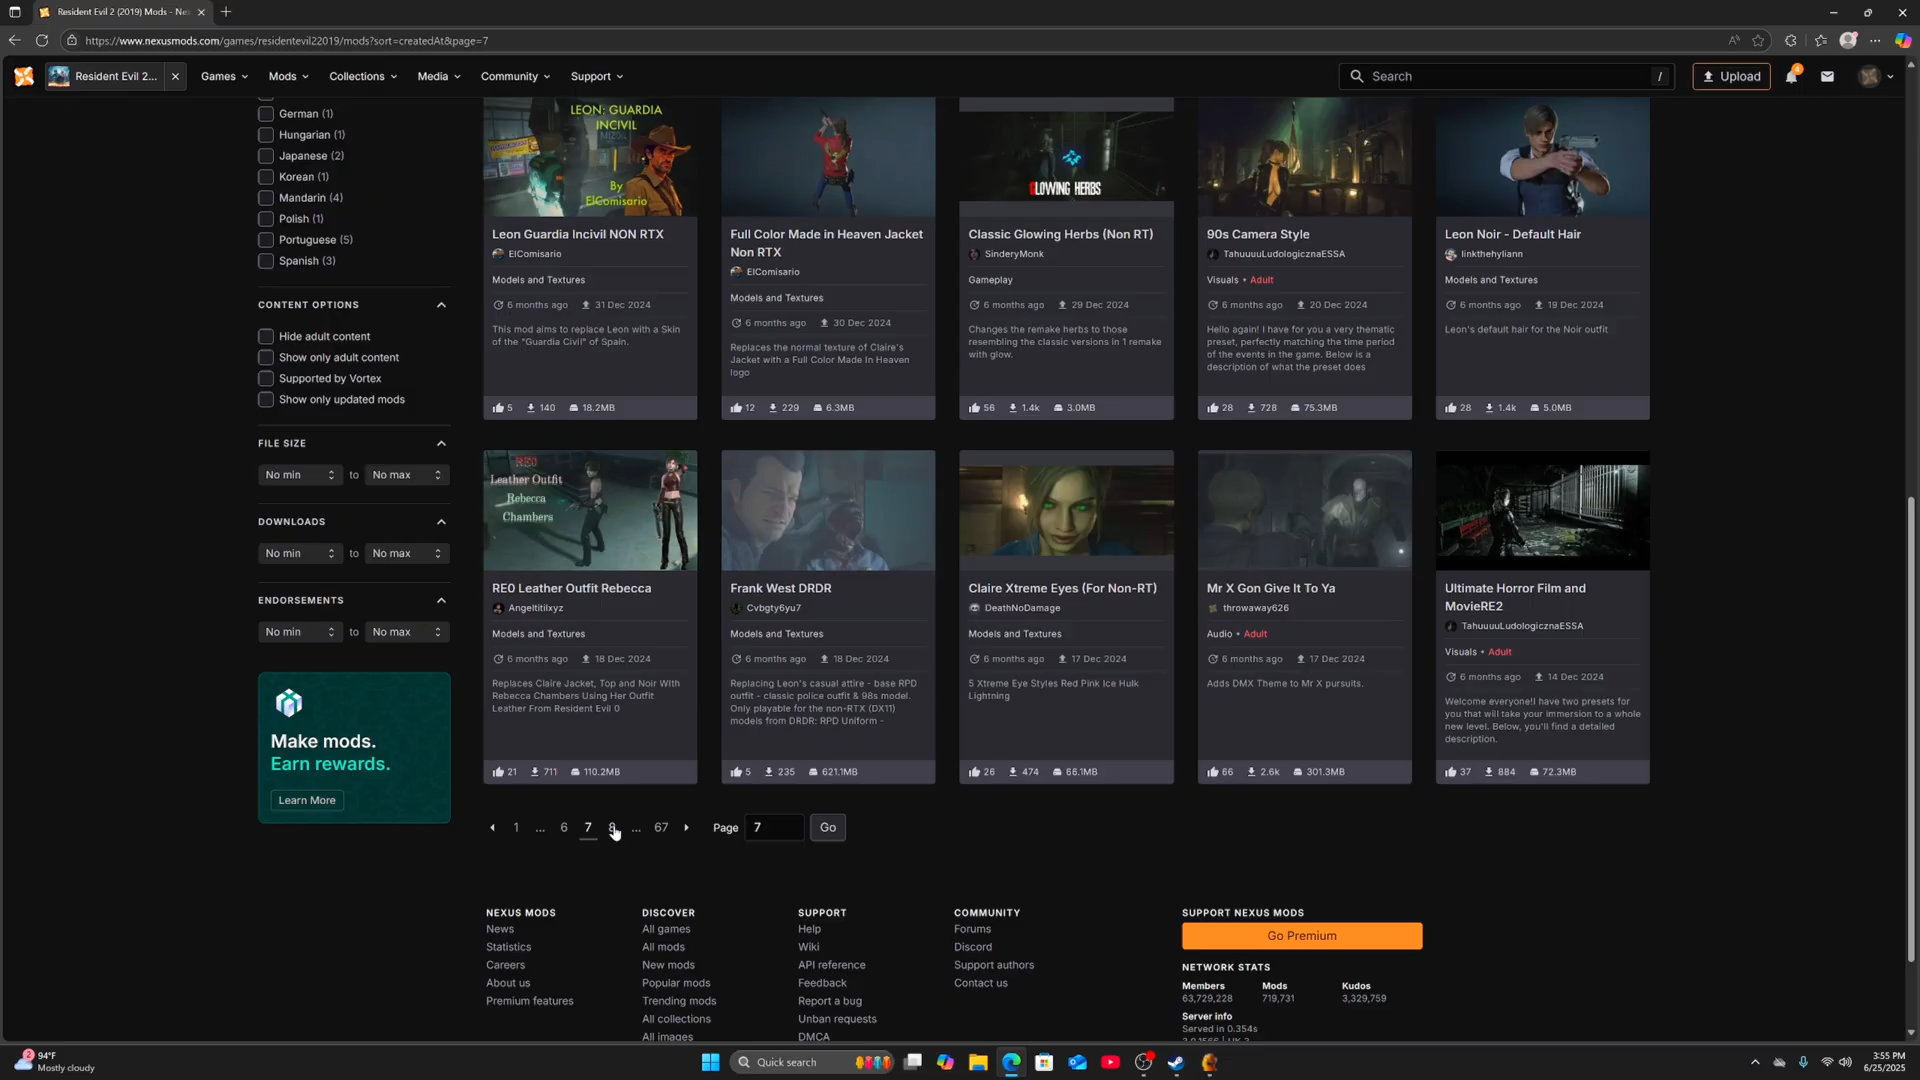 Resident Evil 2 (2019) Mods - Ne
https://www.nexusmods.com/games/residentevil22019/mods?sort=createdAt&page=7
Resident Evil 2...
Games
Mods
Collections
Media
Community
Support
Search
/
Upload
4
German (1)
Hungarian (1)
Japanese (2)
Korean (1)
Mandarin (4)
Polish (1)
Portuguese (5)
Spanish (3)
CONTENT OPTIONS
Hide adult content
Show only adult content
Supported by Vortex
Show only updated mods
FILE SIZE
No min to No max
DOWNLOADS
No min to No max
ENDORSEMENTS
No min to No max
Make mods.
Earn rewards.
Learn More
LEON: GUARDIA
INCIVIL
By
ElComisario
Leon Guardia Incivil NON RTX
ElComisario
Models and Textures
6 months ago 31 Dec 2024
This mod aims to replace Leon with a Skin
of the "Guardia Civil" of Spain.
5 140 18.2MB
Full Color Made in Heaven Jacket
Non RTX
ElComisario
Models and Textures
6 months ago 30 Dec 2024
Replaces the normal texture of Claire's
Jacket with a Full Color Made In Heaven
logo
12 229 6.3MB
GLOWING HERBS
Classic Glowing Herbs (Non RT)
SinderyMonk
Gameplay
6 months ago 29 Dec 2024
Changes the remake herbs to those
resembling the classic versions in 1 remake
with glow.
56 1.4k 3.0MB
90s Camera Style
TahuuuuLudologicznaESSA
Visuals • Adult
6 months ago 20 Dec 2024
Hello again! I have for you a very thematic
preset, perfectly matching the time period
of the events in the game. Below is a
description of what the preset does
28 728 75.3MB
Leon Noir - Default Hair
linkthehyliann
Models and Textures
6 months ago 19 Dec 2024
Leon's default hair for the Noir outfit
28 1.4k 5.0MB
RE0
Leather Outfit
Rebecca
Chambers
RE0 Leather Outfit Rebecca
Angeltitilxyz
Models and Textures
6 months ago 18 Dec 2024
Replaces Claire Jacket, Top and Noir With
Rebecca Chambers Using Her Outfit
Leather From Resident Evil 0
21 711 110.2MB
Frank West DRDR
Cvbgty6yu7
Models and Textures
6 months ago 18 Dec 2024
Replacing Leon's casual attire - base RPD
outfit - classic police outfit & 98s model.
Only playable for the non-RTX (DX11)
models from DRDR: RPD Uniform -
5 235 621.1MB
Claire Xtreme Eyes (For Non-RT)
DeathNoDamage
Models and Textures
6 months ago 17 Dec 2024
5 Xtreme Eye Styles Red Pink Ice Hulk
Lightning
26 474 66.1MB
Mr X Gon Give It To Ya
throwaway626
Audio • Adult
6 months ago 17 Dec 2024
Adds DMX Theme to Mr X pursuits.
66 2.6k 301.3MB
Ultimate Horror Film and
MovieRE2
TahuuuuLudologicznaESSA
Visuals • Adult
6 months ago 14 Dec 2024
Welcome everyone!I have two presets for
you that will take your immersion to a whole
new level. Below, you'll find a detailed
description.
37 884 72.3MB
1 ... 6 7 8 ... 67 Page 7 Go
NEXUS MODS
News
Statistics
Careers
About us
Premium features
DISCOVER
All games
All mods
New mods
Popular mods
Trending mods
All collections
All images
SUPPORT
Help
Wiki
API reference
Feedback
Report a bug
Unban requests
DMCA
COMMUNITY
Forums
Discord
Support authors
Contact us
SUPPORT NEXUS MODS
Go Premium
NETWORK STATS
Members Mods Kudos
63,729,228 719,731 3,329,759
Server info
Served in 0.354s
2
94°F
Mostly cloudy
Quick search
3:55 PM
6/25/2025